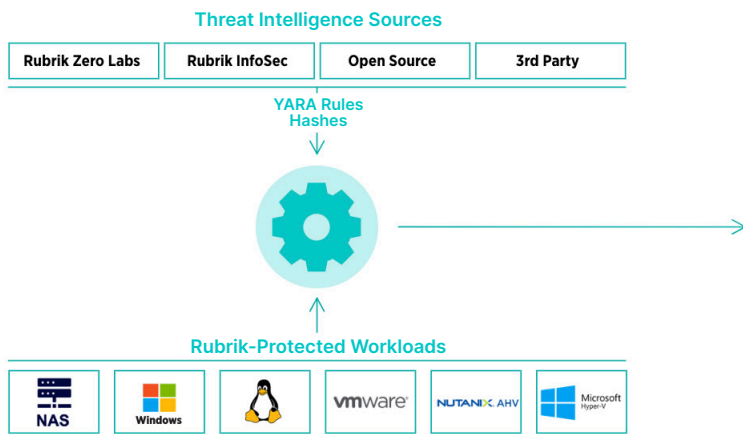 Threat Intelligence Sources
Rubrik Zero Labs
Rubrik InfoSec
Open Source
3rd Party
YARA Rules
Hashes
Rubrik-Protected Workloads
NAS
Windows
vmware®
NUTANIX. AHV
Microsoft
Hyper-V